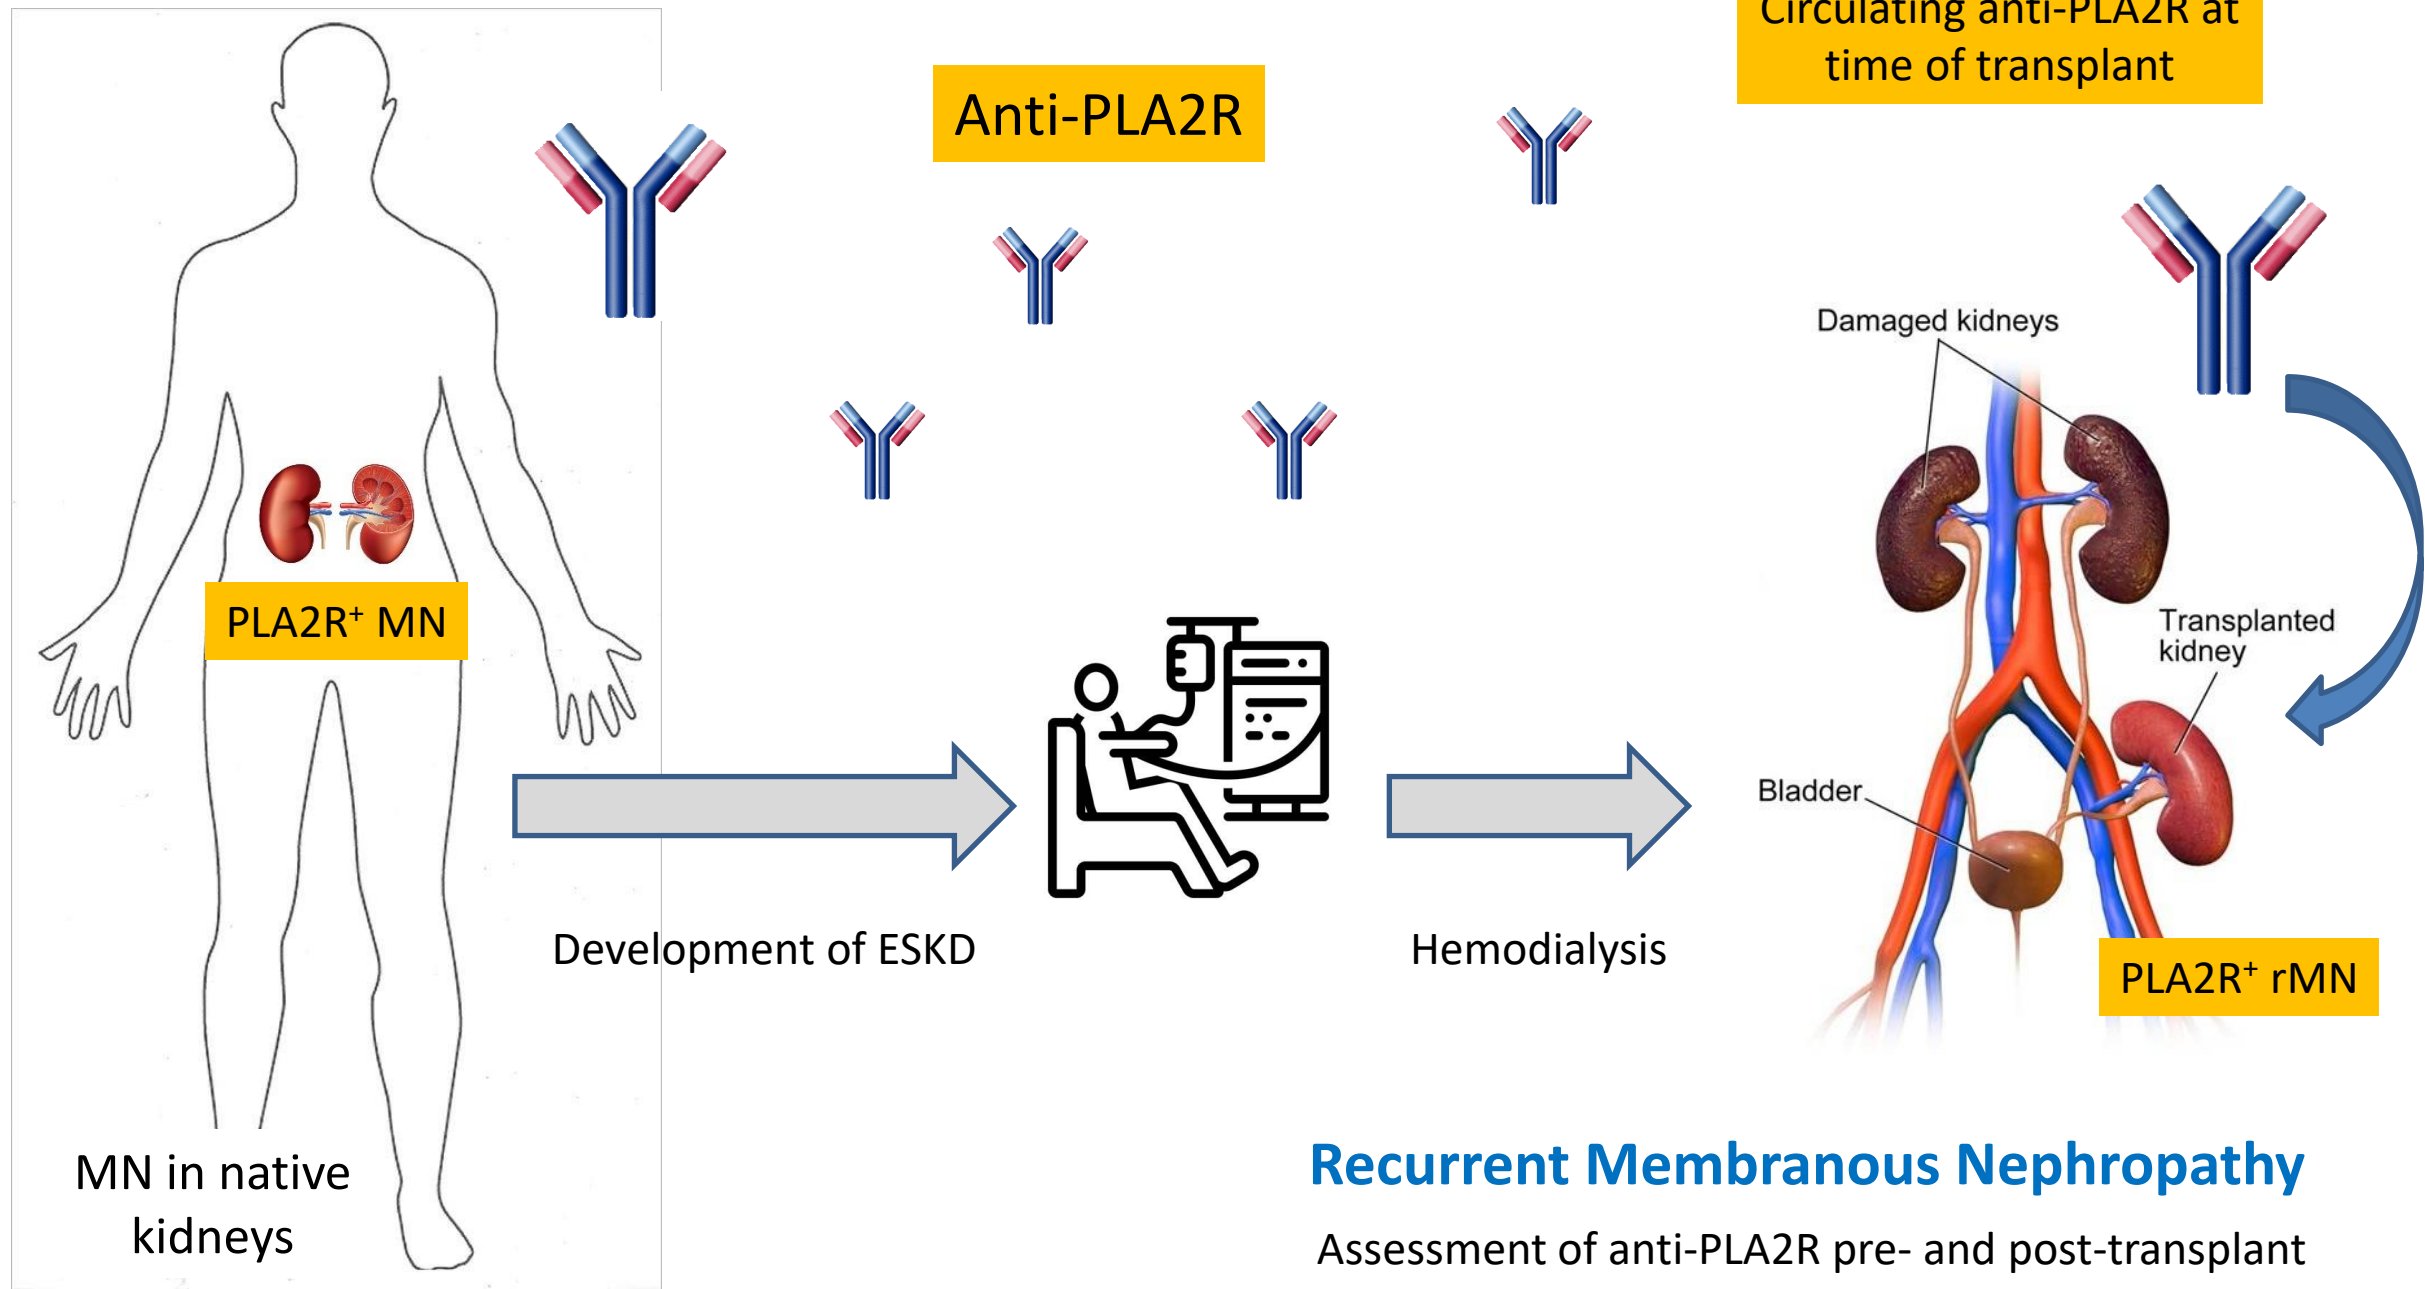 Circulating anti-PLA2R at
time of transplant
Anti-PLA2R
Damaged kidneys
PLA2R⁺ MN
Transplanted
kidney
Bladder
Development of ESKD
Hemodialysis
PLA2R⁺ rMN
MN in native
kidneys
Recurrent Membranous Nephropathy
Assessment of anti-PLA2R pre- and post-transplant